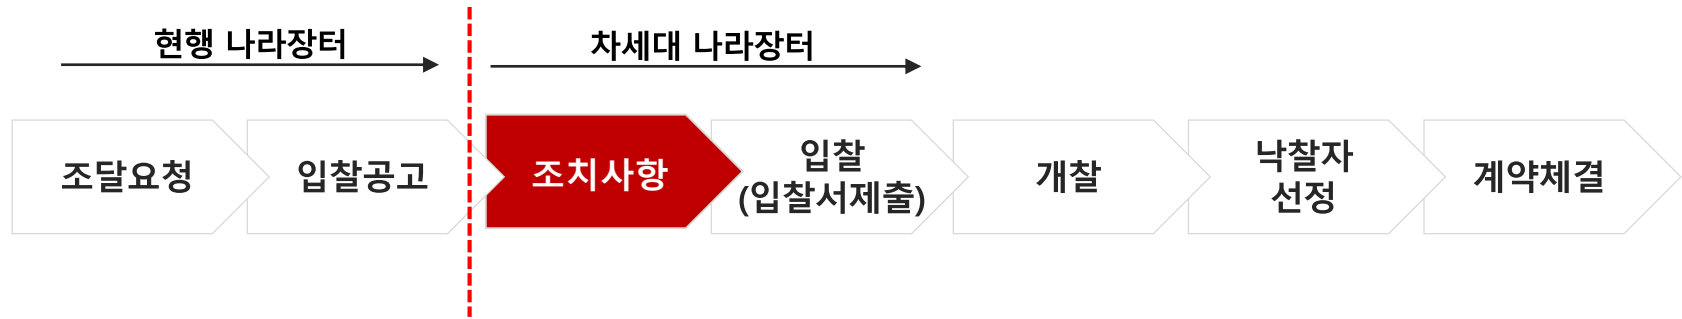 현행 나라장터
차세대 나라장터
조달요청
입찰공고
조치사항
입찰
(입찰서제출)
개찰
낙찰자
선정
계약체결